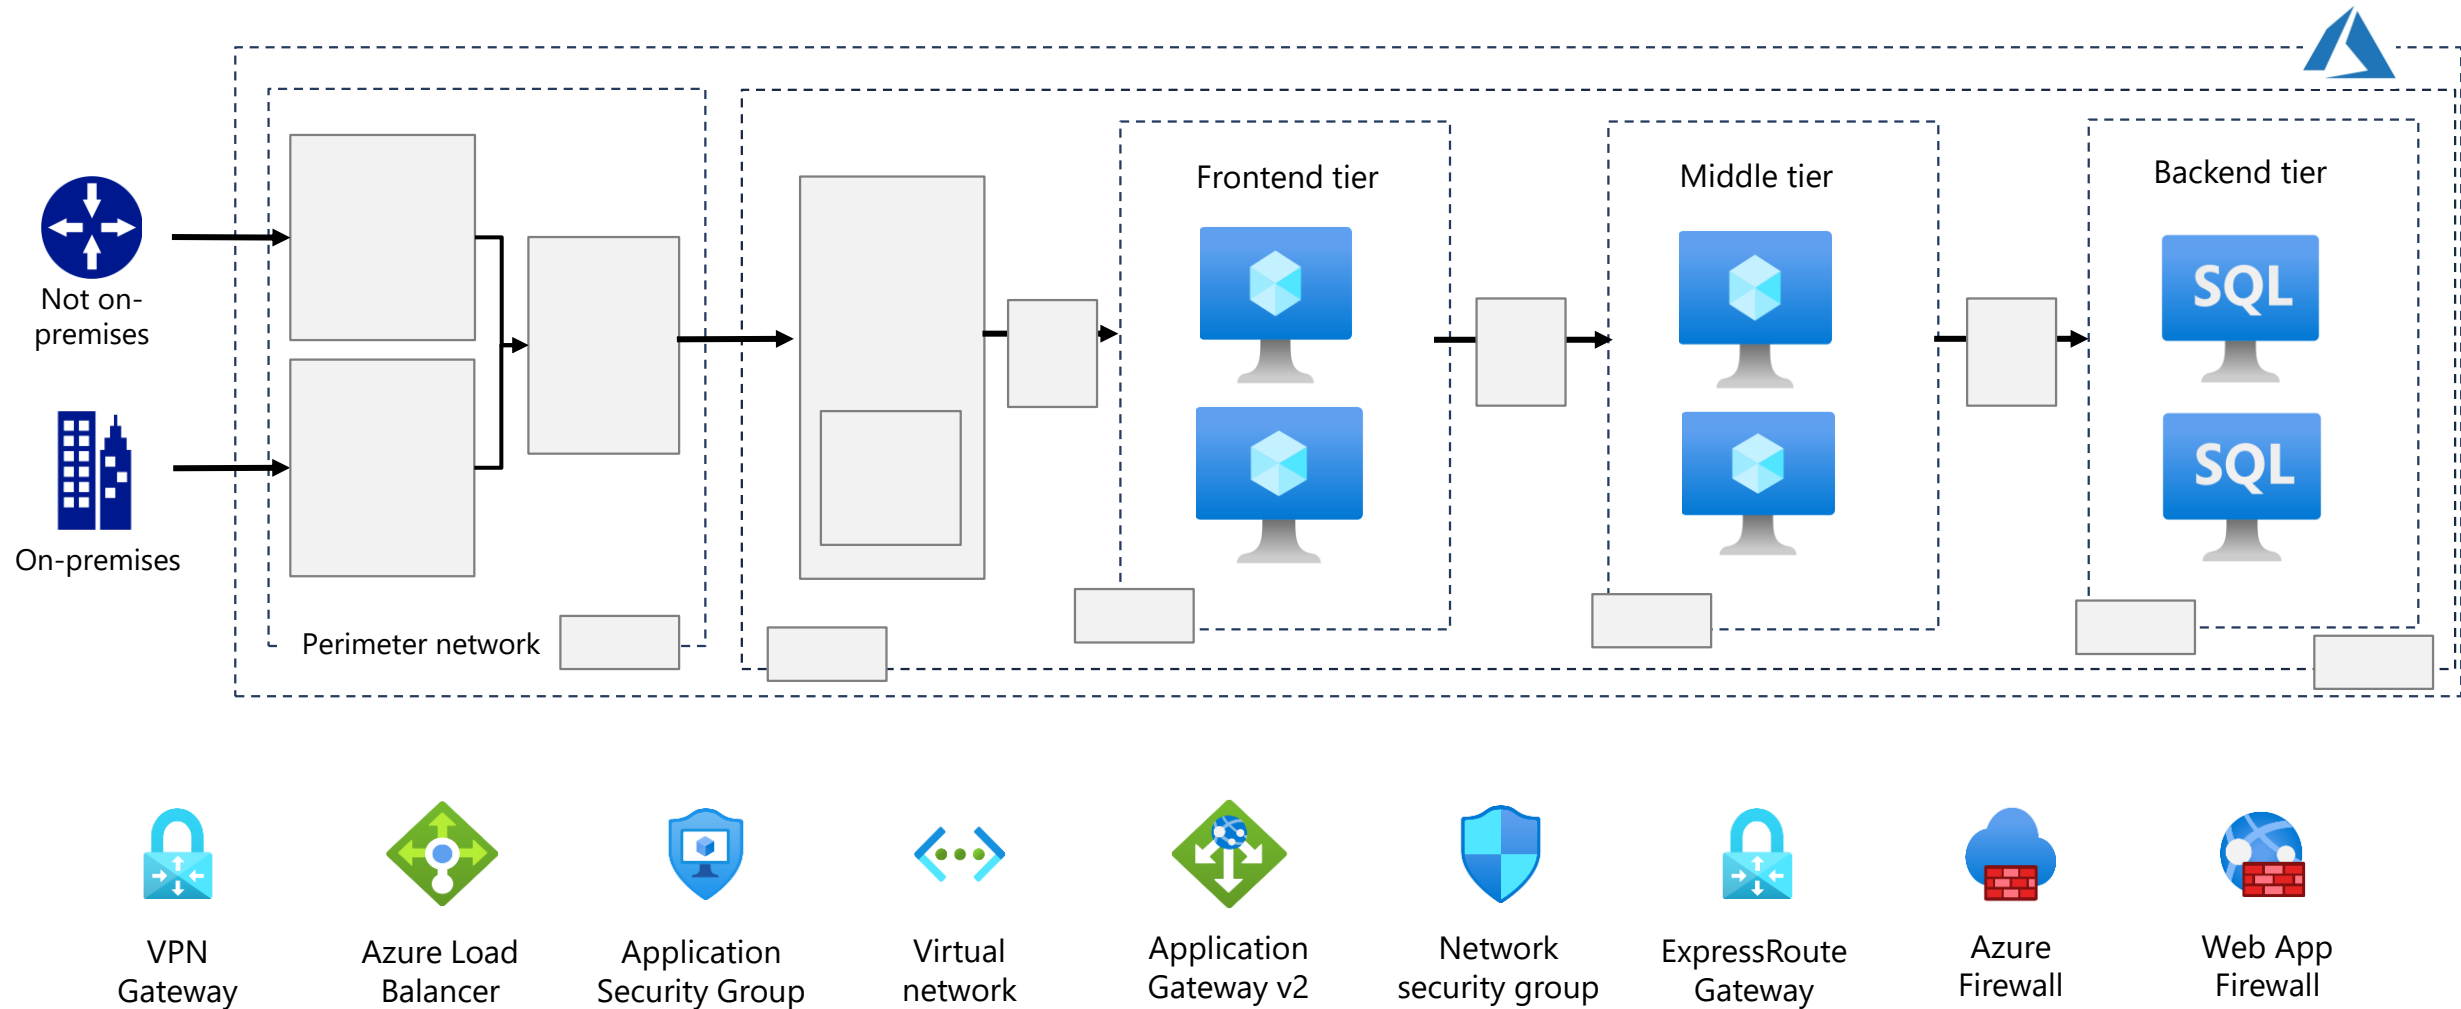 Frontend tier
Middle tier
Backend tier
SQL
SQL
Not on-
premises
On-premises
Perimeter network
VPN
Gateway
Azure Load
Balancer
Application
Security Group
Virtual
network
Application
Gateway v2
Network
security group
ExpressRoute
Gateway
Azure
Firewall
Web App
Firewall